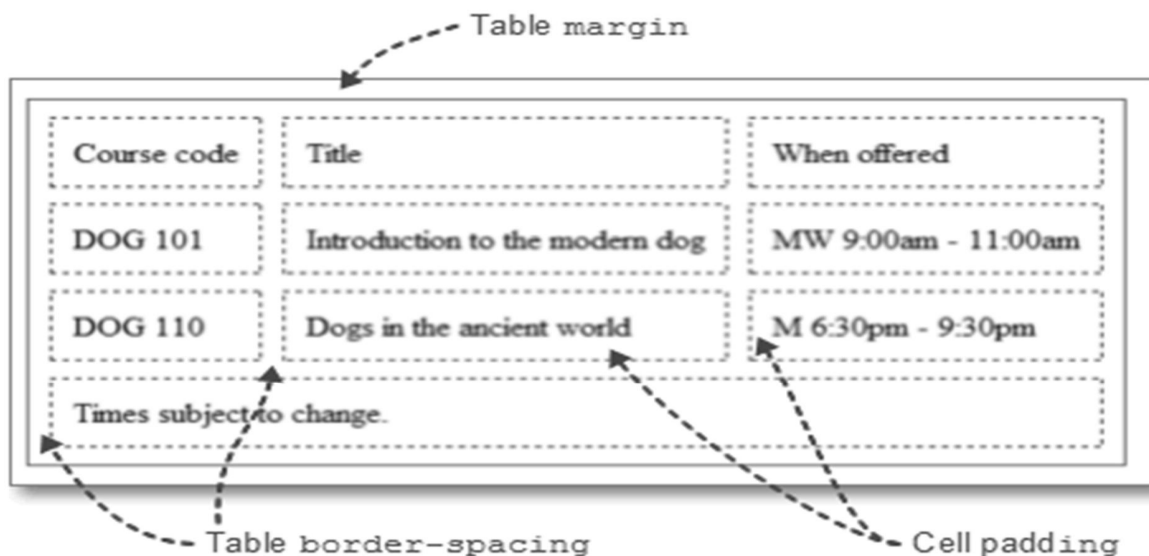 Table margin
Course code Title When offered
DOG 101 Introduction to the modern dog MW 9:00am - 11:00am
DOG 110 Dogs in the ancient world M 6:30pm - 9:30pm
Times subject to change.
Table border-spacing Cell padding